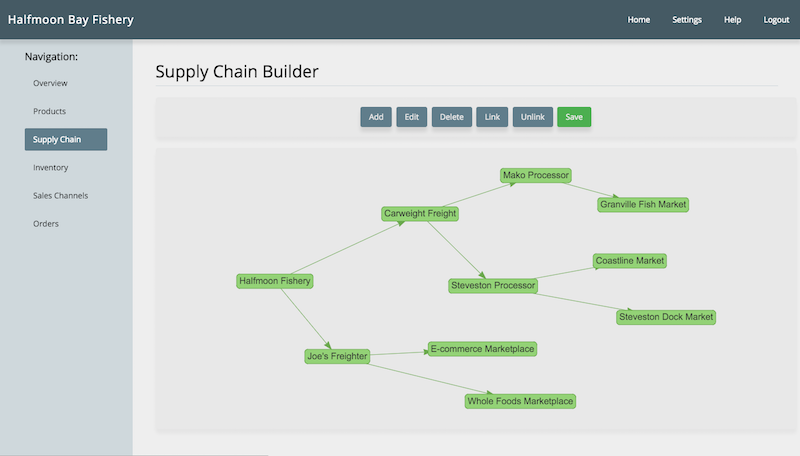 Halfmoon Bay Fishery
Home Settings Help Logout
Navigation:
Overview
Products
Supply Chain
Inventory
Sales Channels
Orders
Supply Chain Builder
Add Edit Delete Link Unlink Save
Mako Processor
Granville Fish Market
Carweight Freight
Coastline Market
Halfmoon Fishery
Steveston Processor
Steveston Dock Market
Joe's Freighter
E-commerce Marketplace
Whole Foods Marketplace